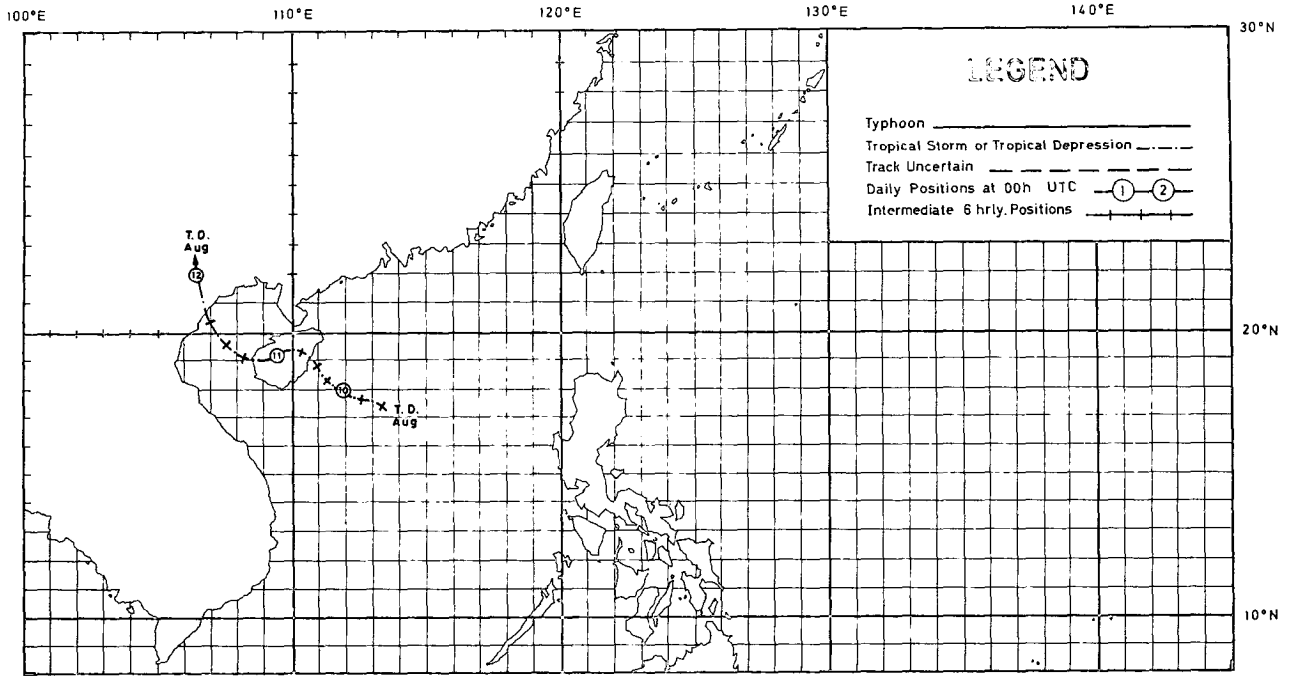 100°E 110°E 120°E 130°E 140°E
30°N
LEGEND
Typhoon
Tropical Storm or Tropical Depression
Track Uncertain
Daily Positions at 00h UTC 1 2
Intermediate 6 hrly. Positions
T. D.
Aug
12
20°N
11
10
T. D.
Aug
10°N